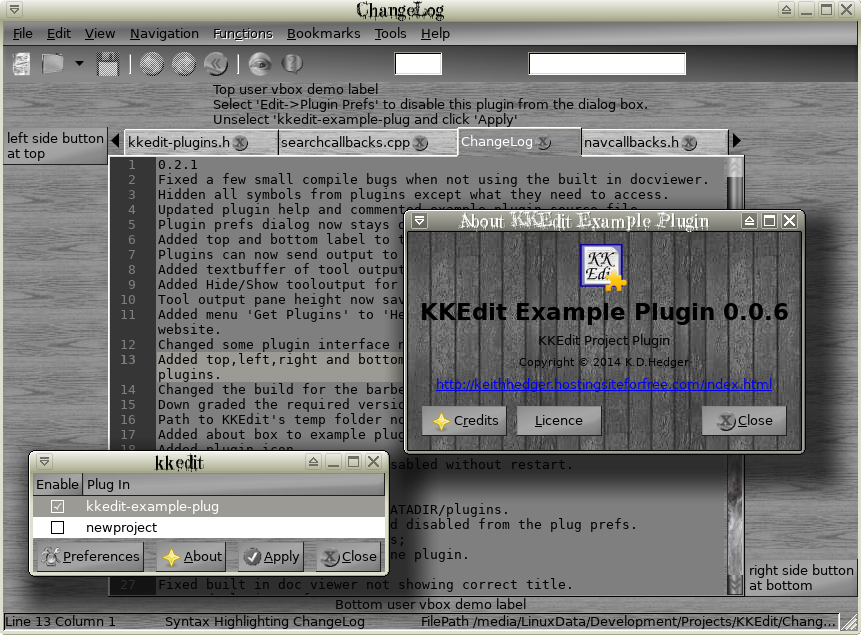 ChangeLog
File Edit View Navigation Functions Bookmarks Tools Help
Top user vbox demo label
Select 'Edit->Plugin Prefs' to disable this plugin from the dialog box.
Unselect 'kkedit-example-plug and click 'Apply'
left side button
at top
kkedit-plugins.h searchcallbacks.cpp ChangeLog navcallbacks.h
1 0.2.1
2 Fixed a few small compile bugs when not using the built in docviewer.
3 Hidden all symbols from plugins except what they need to access.
4 Updated plugin help and commented example plugin source file.
5 Plugin prefs dialog now stays
6 Added top and bottom label to
7 Plugins can now send output to
8 Added textbuffer of tool output
9 Added Hide/Show tooloutput for
10 Tool output pane height now
11 Added menu 'Get Plugins' to
website.
12 Changed some plugin interface
13 Added top,left,right and bottom
plugins.
14 Changed the build for the
15 Down graded the required
16 Path to KKEdit's temp folder
17 Added about box to example
18 Added plugin icon
disabled without restart.
ATADIR/plugins.
d disabled from the plug prefs.
s;
ne plugin.
27 Fixed built in doc viewer not showing correct title.
About KKEdit Example Plugin
KK
Edit
KKEdit Example Plugin 0.0.6
KKEdit Project Plugin
Copyright © 2014 K.D.Hedger
http://keithhedger.hostingsiteforfree.com/index.html
Credits Licence Close
kkedit
Enable Plug In
kkedit-example-plug
newproject
Preferences About Apply Close
right side button
at bottom
Bottom user vbox demo label
Line 13 Column 1 Syntax Highlighting ChangeLog FilePath /media/LinuxData/Development/Projects/KKEdit/Chang...